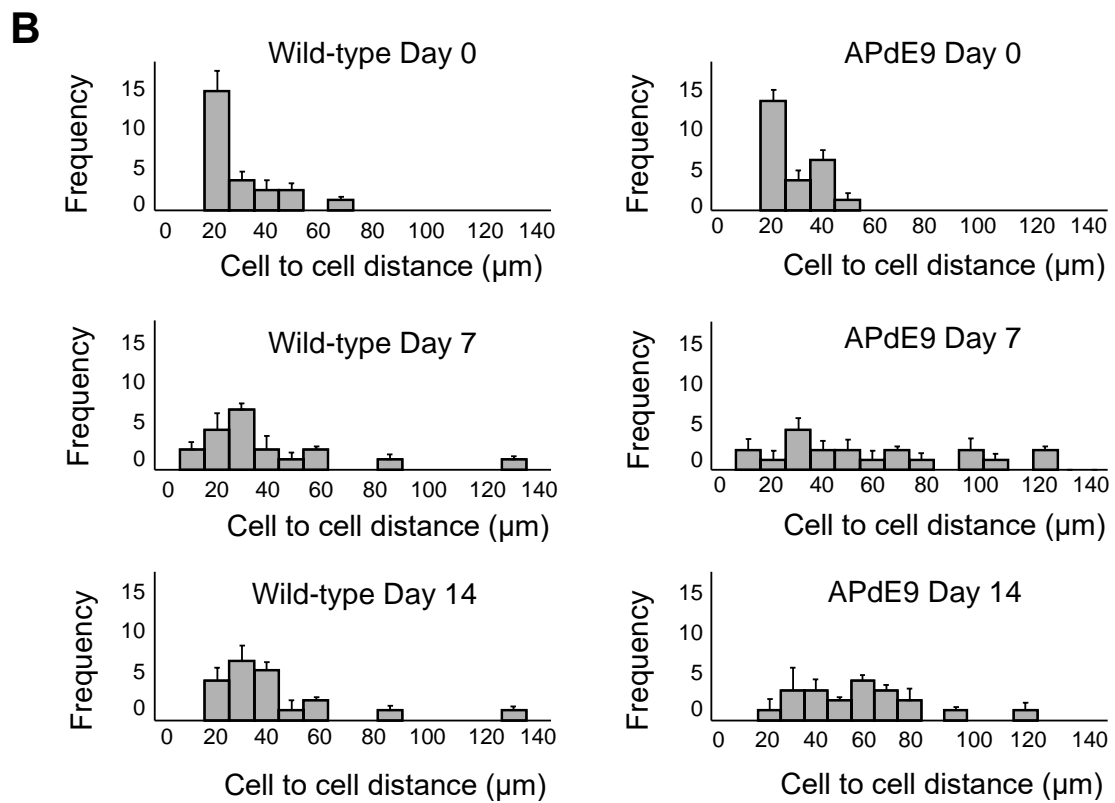 B
Wild-type Day 0
Frequency
15
10
5
0
0 20 40 60 80 100 120 140
Cell to cell distance (µm)
APdE9 Day 0
Frequency
15
10
5
0
0 20 40 60 80 100 120 140
Cell to cell distance (µm)
Wild-type Day 7
Frequency
15
10
5
0
0 20 40 60 80 100 120 140
Cell to cell distance (µm)
APdE9 Day 7
Frequency
15
10
5
0
0 20 40 60 80 100 120 140
Cell to cell distance (µm)
Wild-type Day 14
Frequency
15
10
5
0
0 20 40 60 80 100 120 140
Cell to cell distance (µm)
APdE9 Day 14
Frequency
15
10
5
0
0 20 40 60 80 100 120 140
Cell to cell distance (µm)